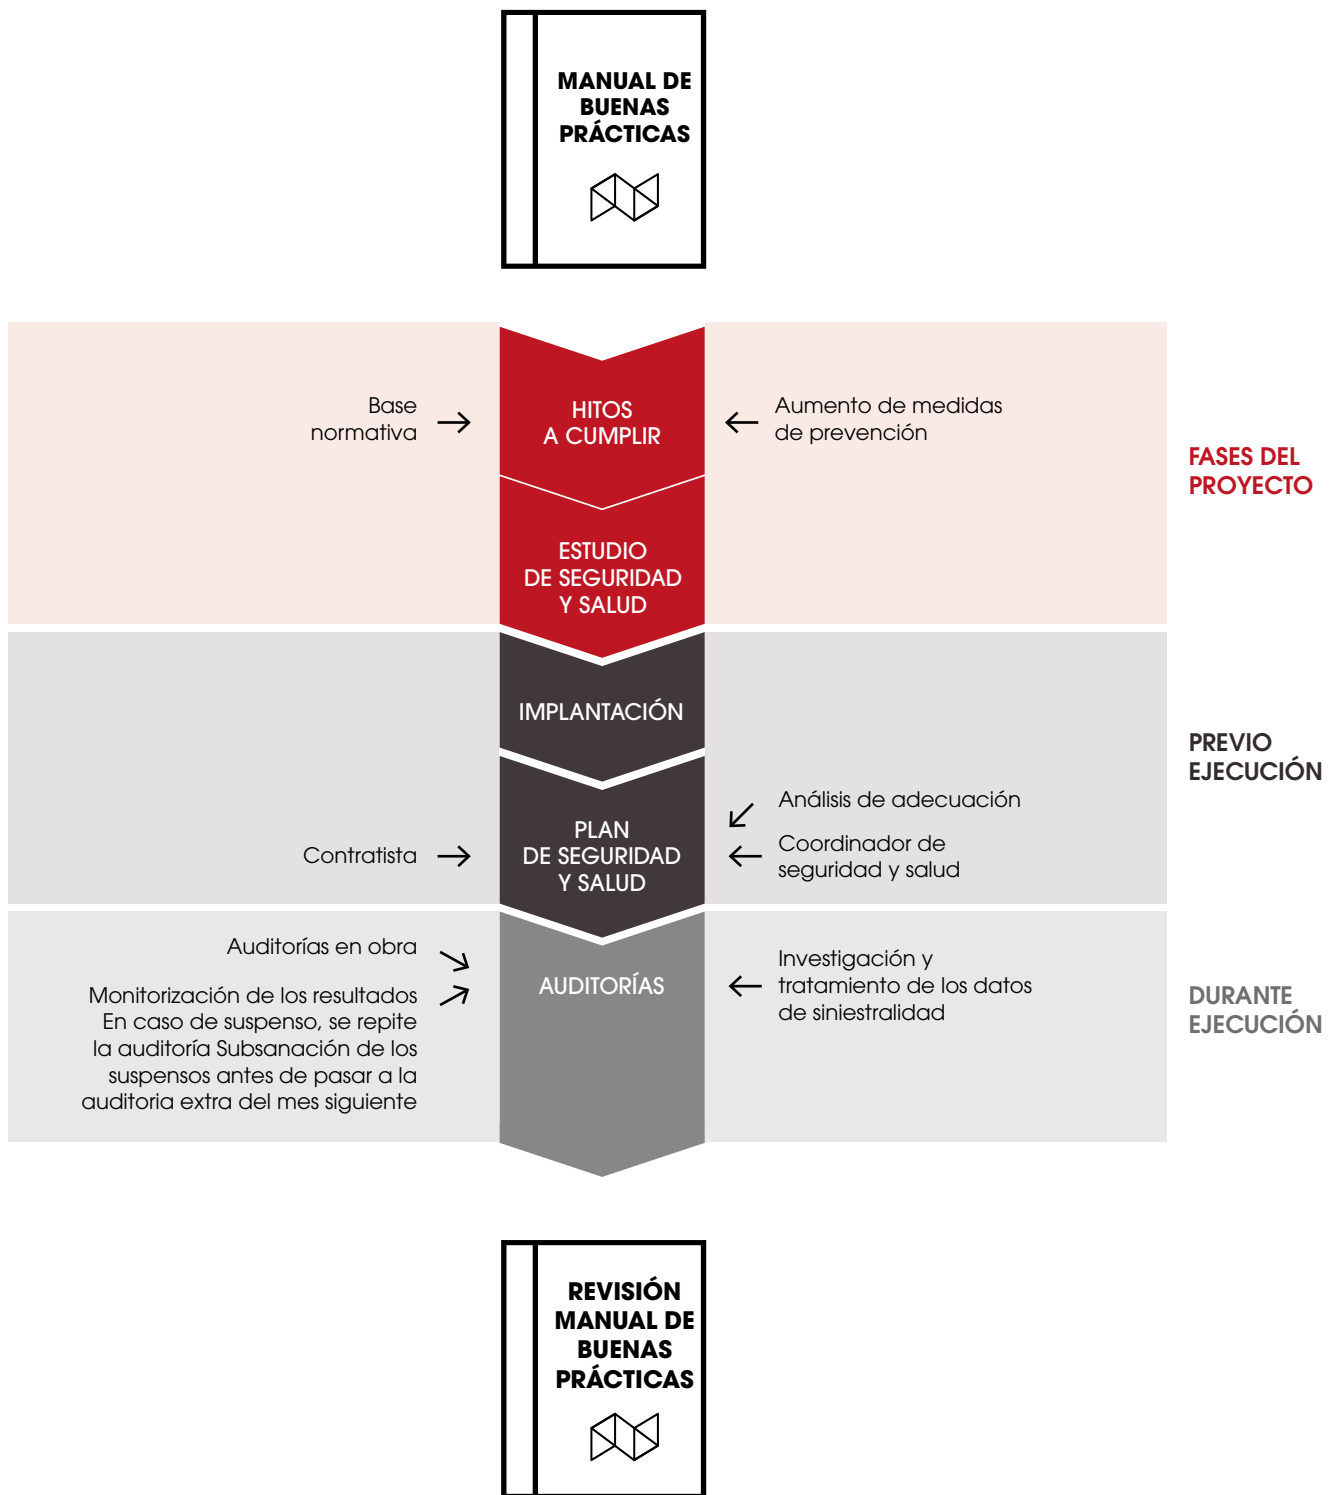 MANUAL DE
BUENAS
PRÁCTICAS
Base
normativa
HITOS
A CUMPLIR
Aumento de medidas
de prevención
FASES DEL
PROYECTO
ESTUDIO
DE SEGURIDAD
Y SALUD
IMPLANTACIÓN
PREVIO
EJECUCIÓN
Contratista
PLAN
DE SEGURIDAD
Y SALUD
Análisis de adecuación
Coordinador de
seguridad y salud
Auditorías en obra
Monitorización de los resultados
En caso de suspenso, se repite
la auditoría Subsanación de los
suspensos antes de pasar a la
auditoria extra del mes siguiente
AUDITORÍAS
Investigación y
tratamiento de los datos
de siniestralidad
DURANTE
EJECUCIÓN
REVISIÓN
MANUAL DE
BUENAS
PRÁCTICAS